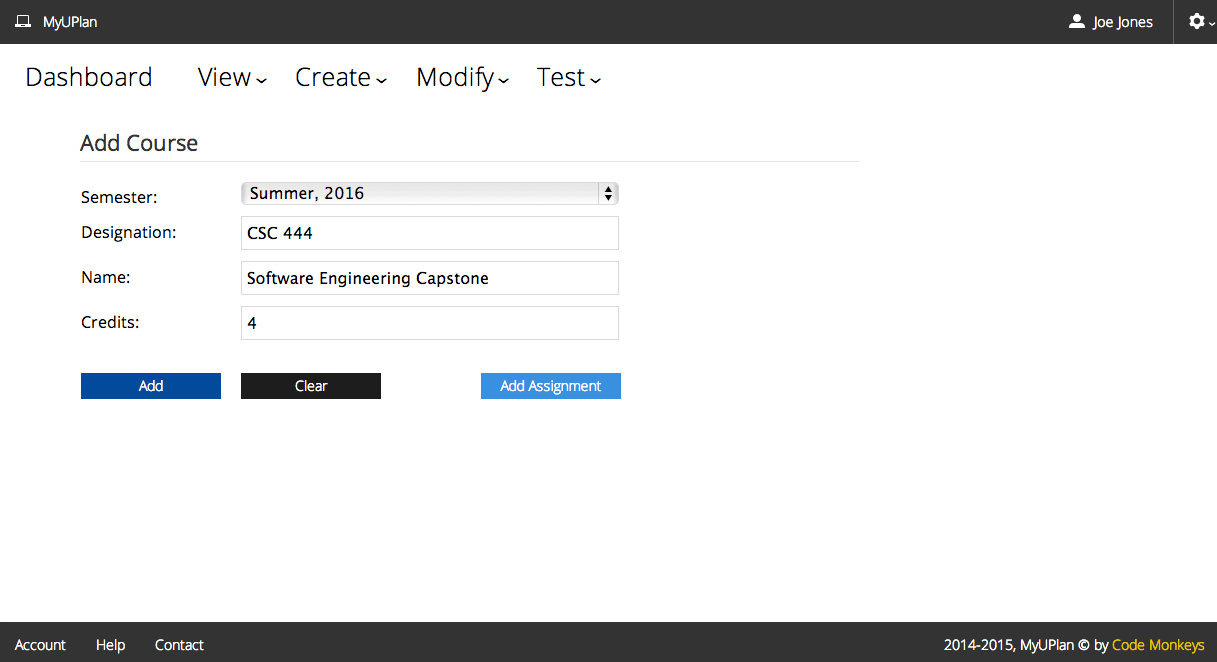 MyUPlan Joe Jones
Dashboard View Create Modify Test
Add Course
Semester: Summer, 2016
Designation: CSC 444
Name: Software Engineering Capstone
Credits: 4
Add Clear Add Assignment
Account Help Contact 2014-2015, MyUPlan © by Code Monkeys